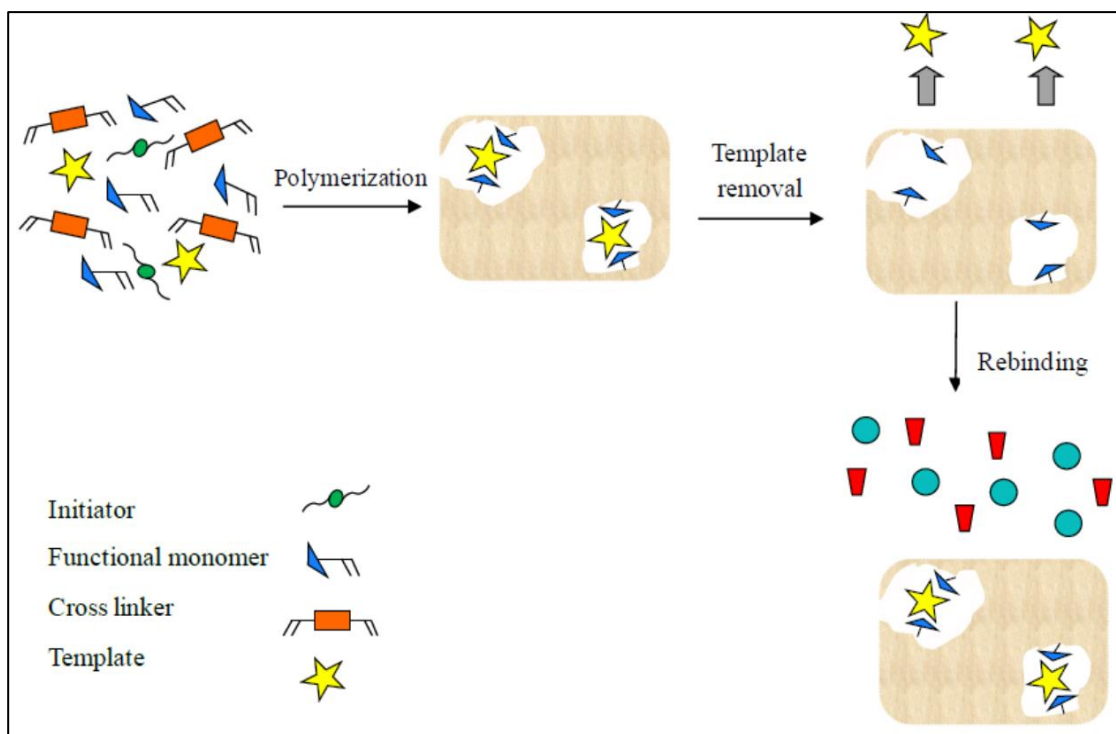 Polymerization
Template
removal
Rebinding
Initiator
Functional monomer
Cross linker
Template